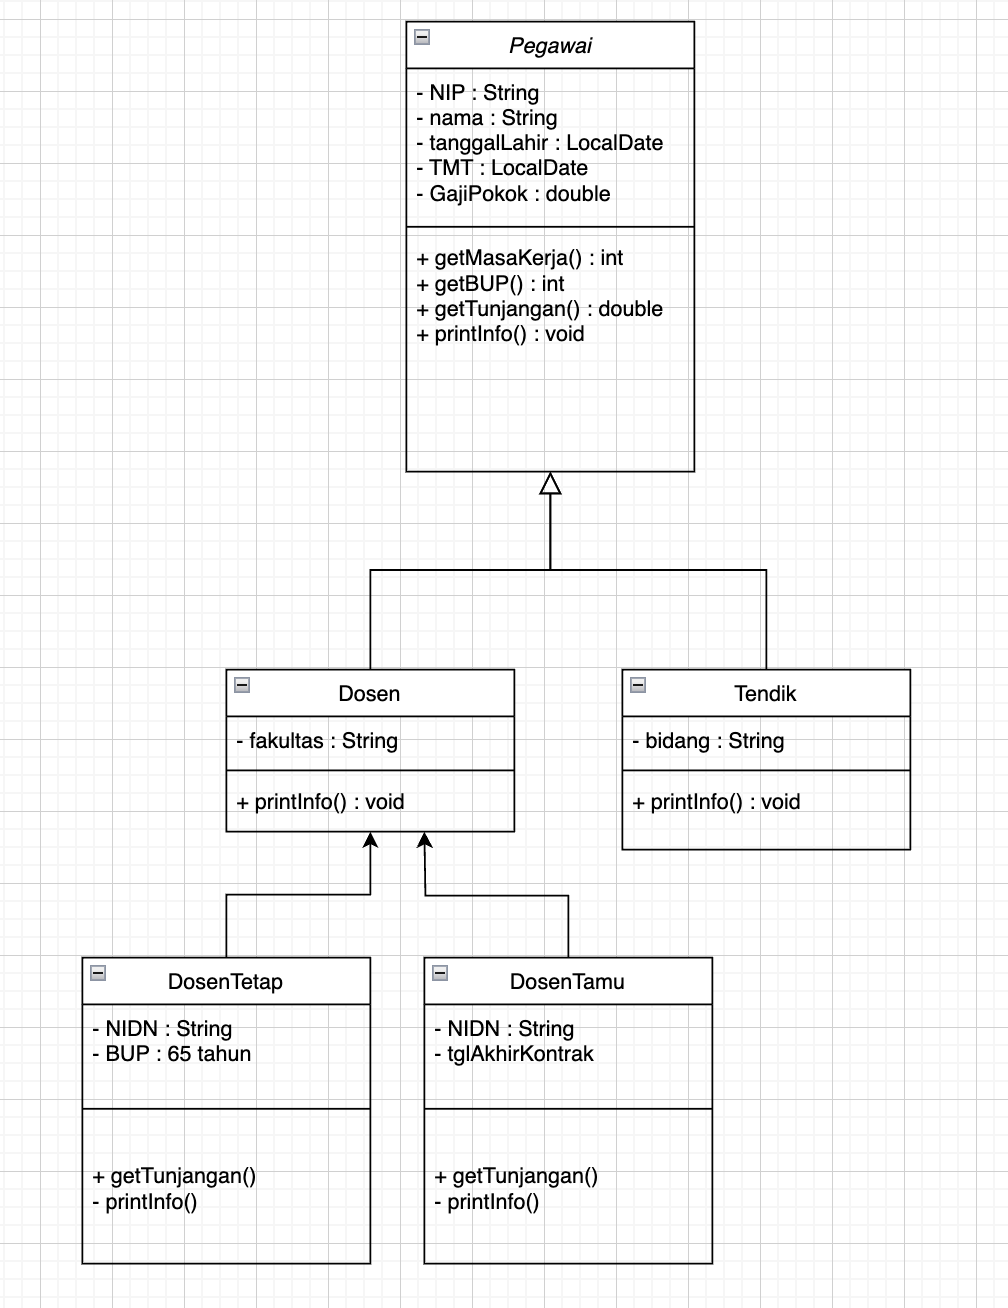 Pegawai
- NIP : String
- nama : String
- tanggalLahir : LocalDate
- TMT : LocalDate
- GajiPokok : double
+ getMasaKerja() : int
+ getBUP() : int
+ getTunjangan() : double
+ printInfo() : void
Dosen
- fakultas : String
+ printInfo() : void
Tendik
- bidang : String
+ printInfo() : void
DosenTetap
- NIDN : String
- BUP : 65 tahun
+ getTunjangan()
- printInfo()
DosenTamu
- NIDN : String
- tglAkhirKontrak
+ getTunjangan()
- printInfo()